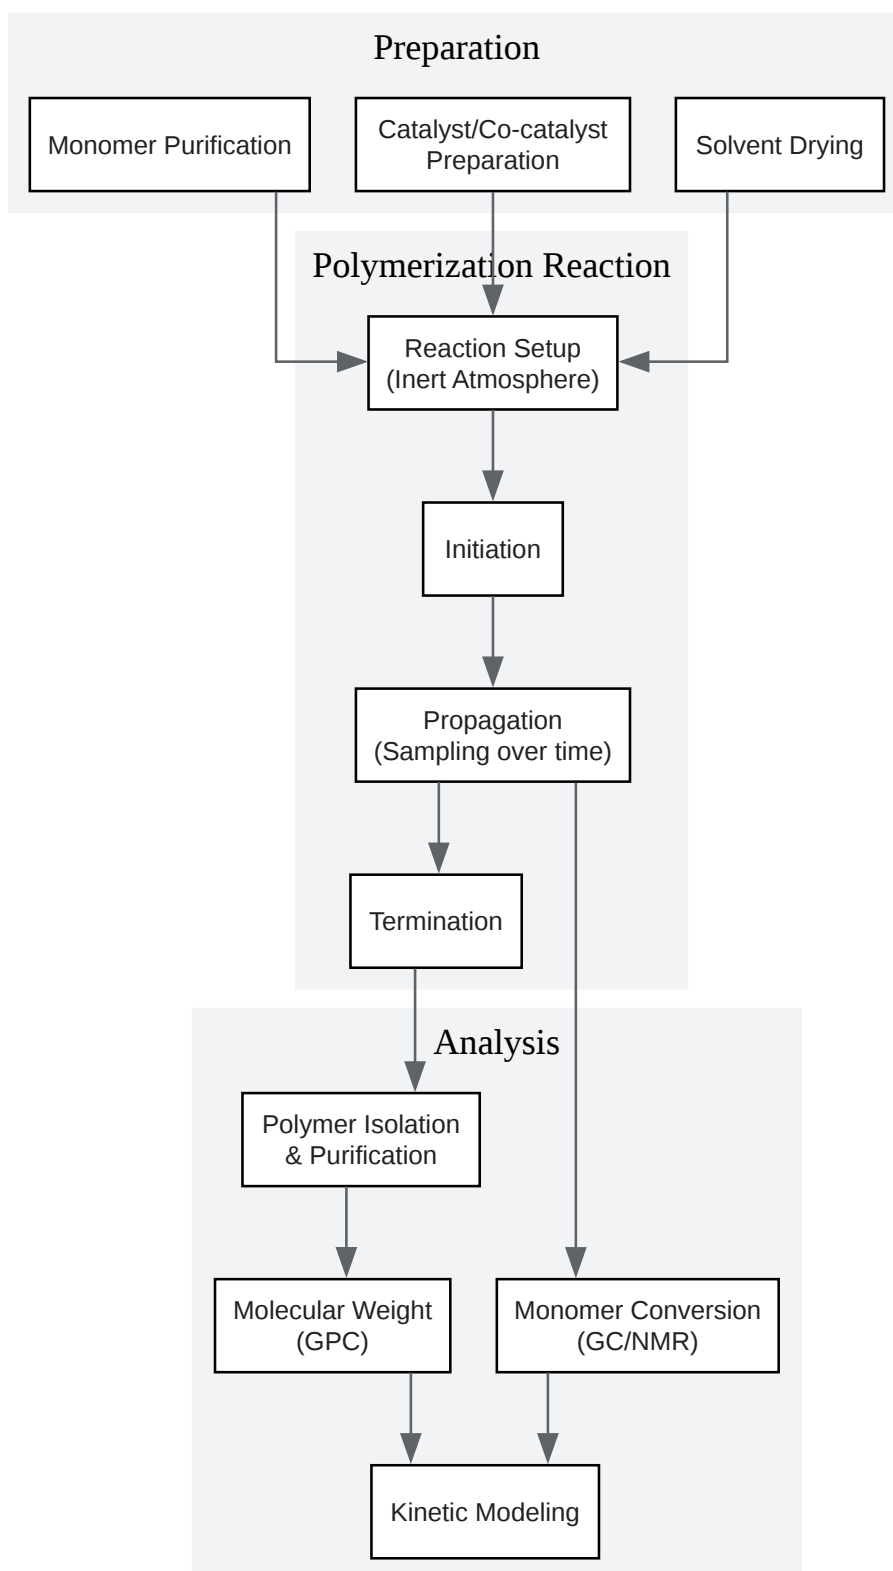 Preparation
Monomer Purification
Catalyst/Co-catalyst
Preparation
Solvent Drying
Polymerization Reaction
Reaction Setup
(Inert Atmosphere)
Initiation
Propagation
(Sampling over time)
Termination
Analysis
Polymer Isolation
& Purification
Molecular Weight
(GPC)
Monomer Conversion
(GC/NMR)
Kinetic Modeling